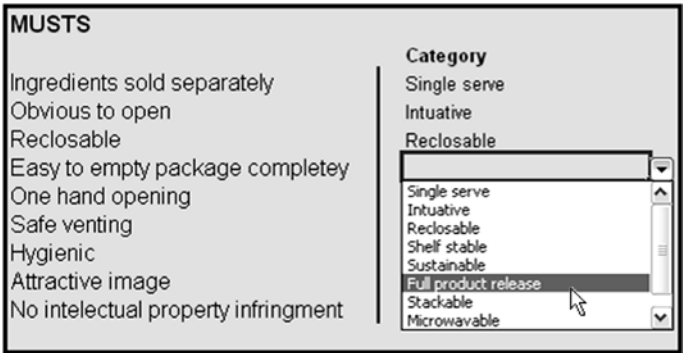 MUSTS
Category
Ingredients sold separately
Single serve
Obvious to open
Intuative
Reclosable
Reclosable
Easy to empty package completey
One hand opening
Safe venting
Hygienic
Attractive image
No intelectual property infringment
Single serve
Intuative
Reclosable
Shelf stable
Sustainable
Full product release
Stackable
Microwavable